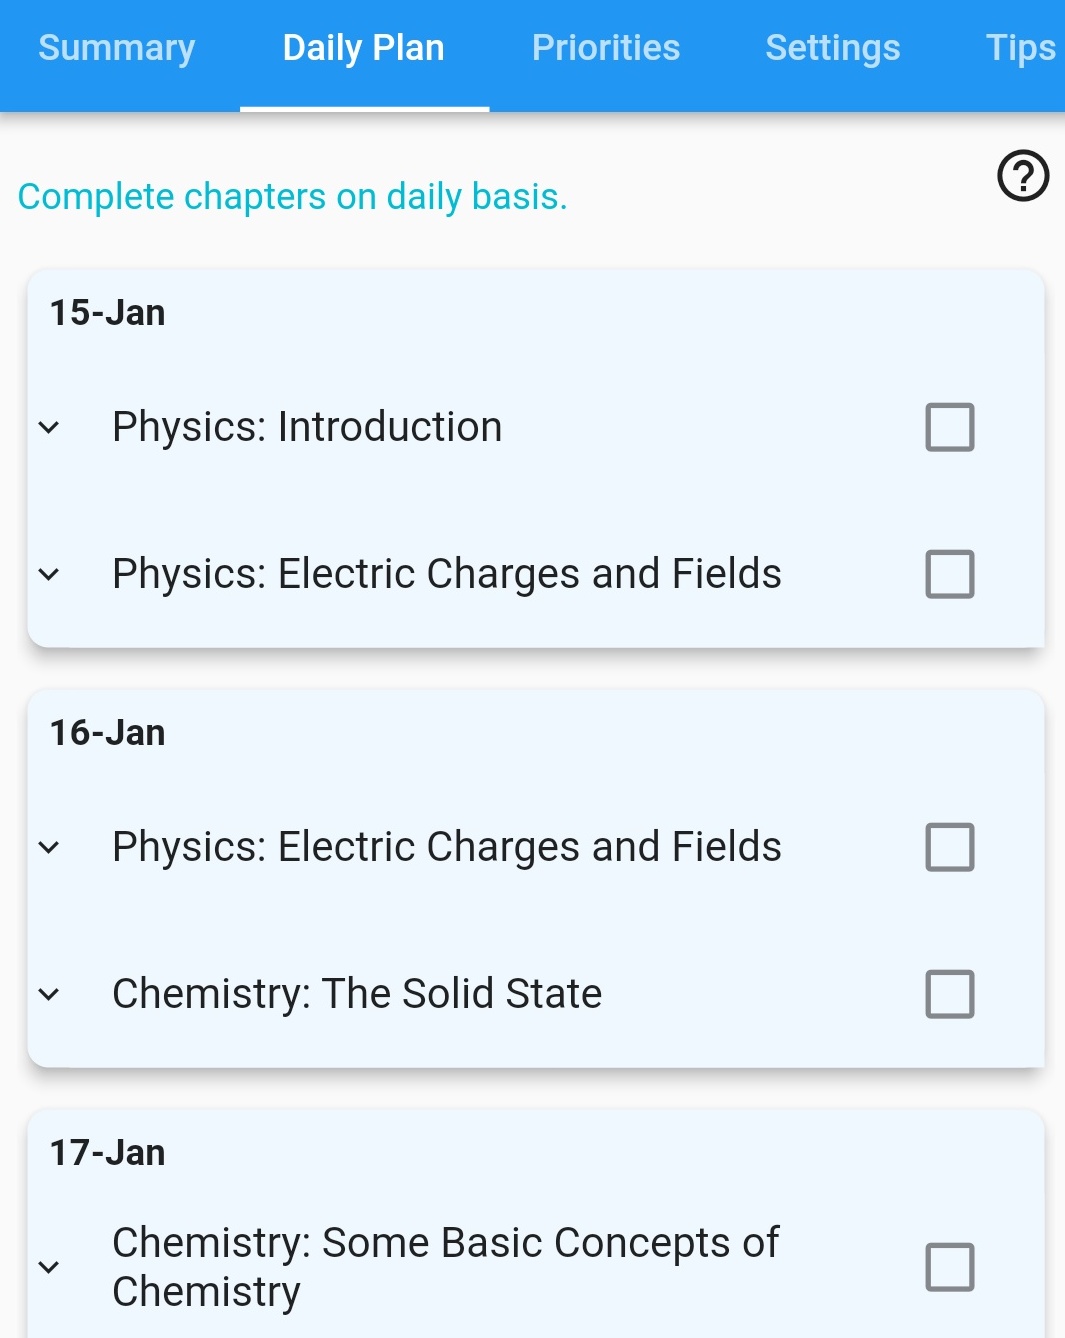 Summary Daily Plan Priorities Settings Tips
Complete chapters on daily basis.
15-Jan
Physics: Introduction
Physics: Electric Charges and Fields
16-Jan
Physics: Electric Charges and Fields
Chemistry: The Solid State
17-Jan
Chemistry: Some Basic Concepts of
Chemistry